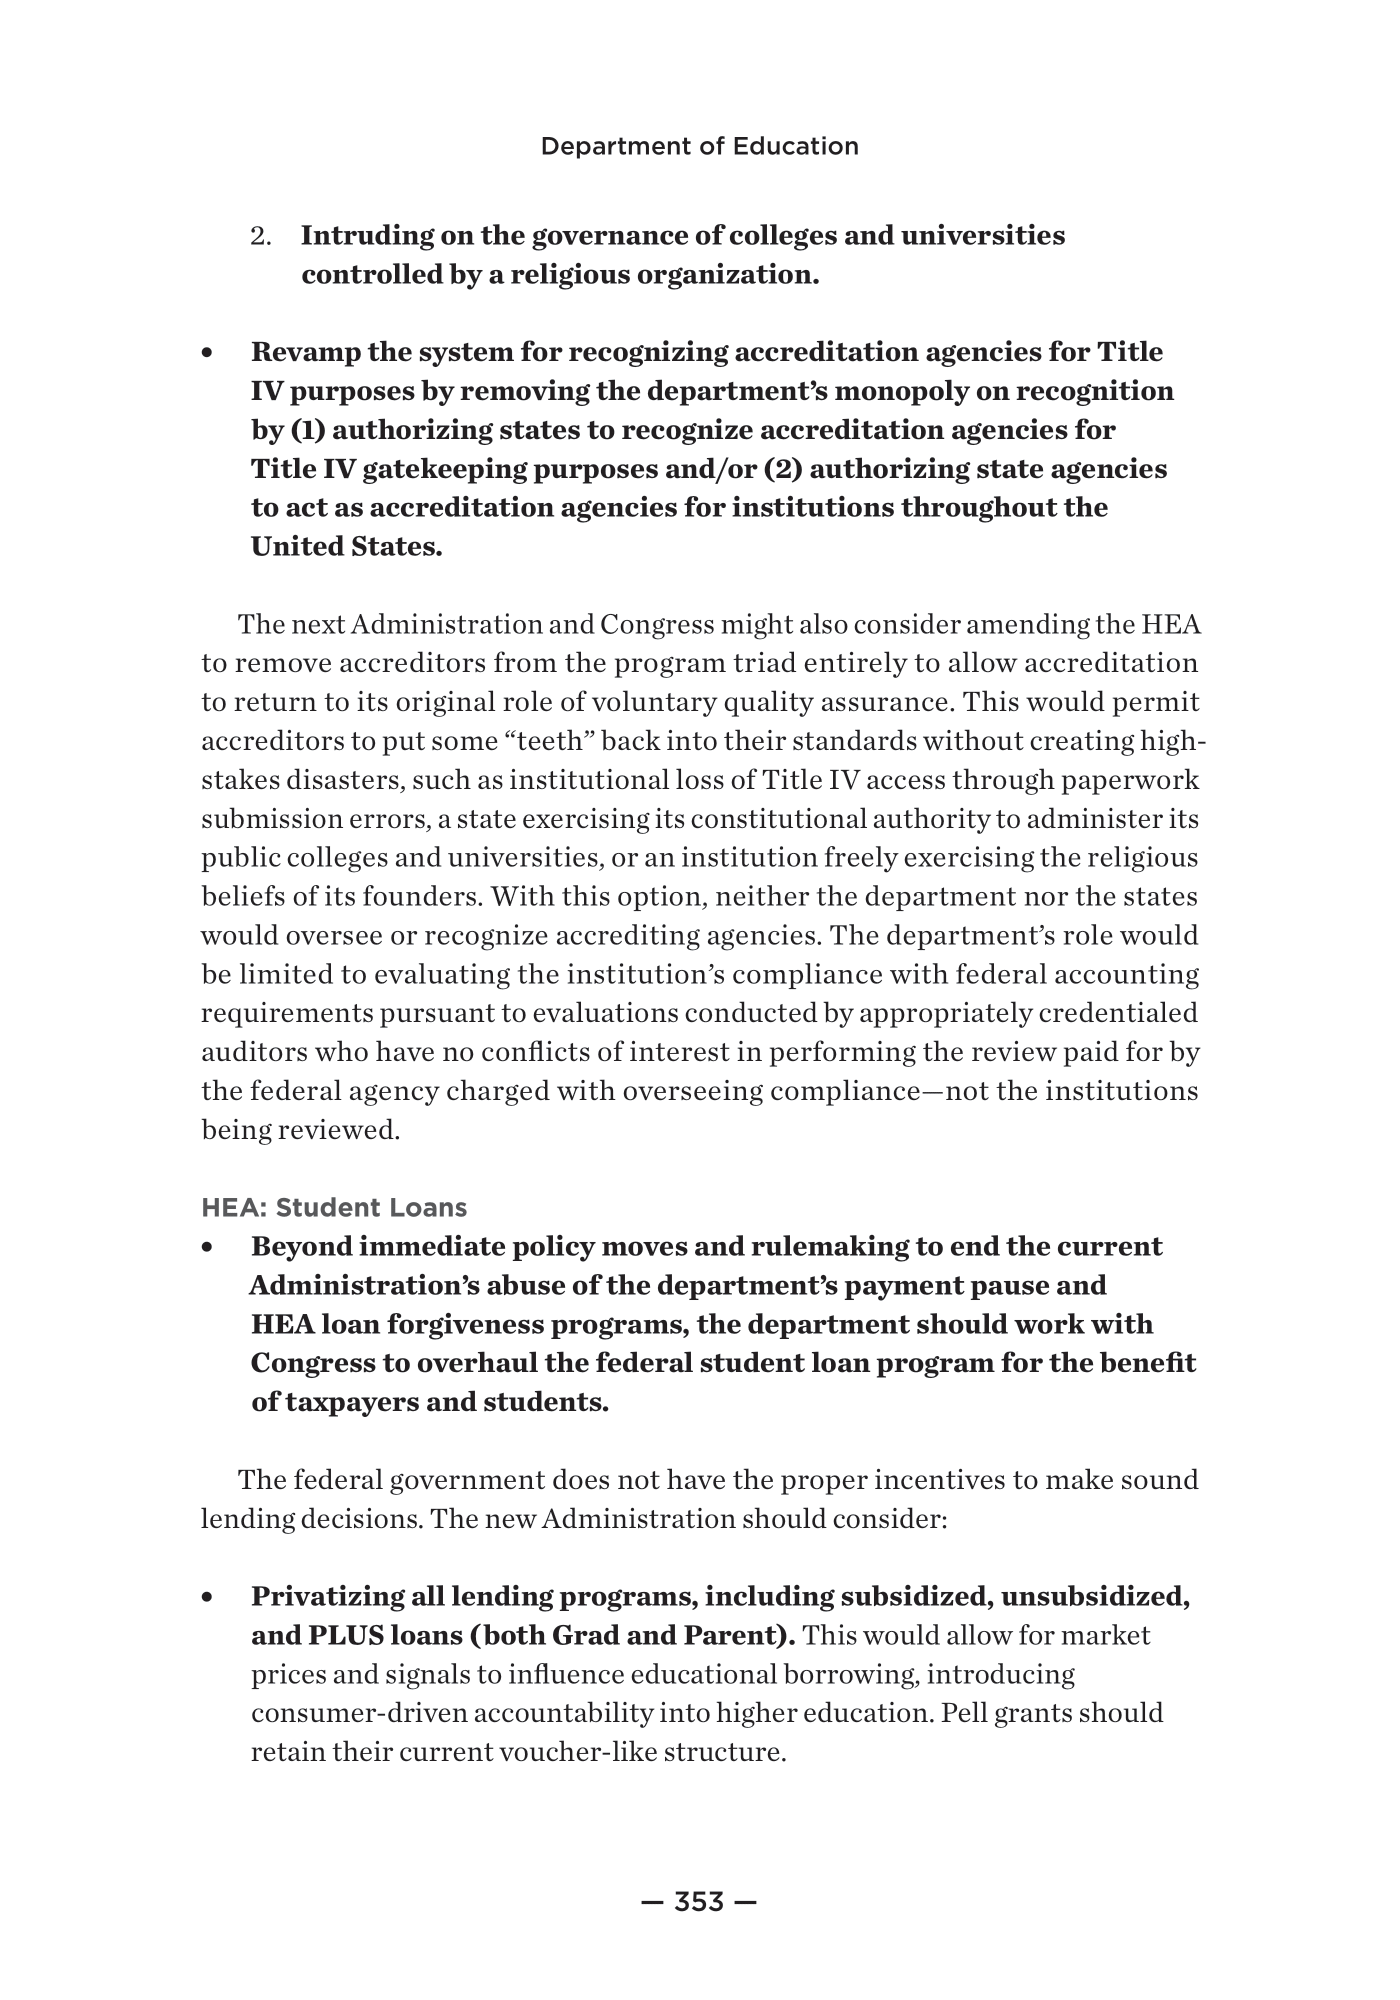 Department of Education
2. Intruding on the governance of colleges and universities
controlled by a religious organization.
• Revamp the system for recognizing accreditation agencies for Title
IV purposes by removing the department’s monopoly on recognition
by (1) authorizing states to recognize accreditation agencies for
Title IV gatekeeping purposes and/or (2) authorizing state agencies
to act as accreditation agencies for institutions throughout the
United States.
The next Administration and Congress might also consider amending the HEA
to remove accreditors from the program triad entirely to allow accreditation
to return to its original role of voluntary quality assurance. This would permit
accreditors to put some “teeth” back into their standards without creating high-
stakes disasters, such as institutional loss of Title IV access through paperwork
submission errors, a state exercising its constitutional authority to administer its
public colleges and universities, or an institution freely exercising the religious
beliefs of its founders. With this option, neither the department nor the states
would oversee or recognize accrediting agencies. The department’s role would
be limited to evaluating the institution’s compliance with federal accounting
requirements pursuant to evaluations conducted by appropriately credentialed
auditors who have no conflicts of interest in performing the review paid for by
the federal agency charged with overseeing compliance—not the institutions
being reviewed.
HEA: Student Loans
• Beyond immediate policy moves and rulemaking to end the current
Administration’s abuse of the department’s payment pause and
HEA loan forgiveness programs, the department should work with
Congress to overhaul the federal student loan program for the benefit
of taxpayers and students.
The federal government does not have the proper incentives to make sound
lending decisions. The new Administration should consider:
• Privatizing all lending programs, including subsidized, unsubsidized,
and PLUS loans (both Grad and Parent). This would allow for market
prices and signals to influence educational borrowing, introducing
consumer-driven accountability into higher education. Pell grants should
retain their current voucher-like structure.
— 353 —